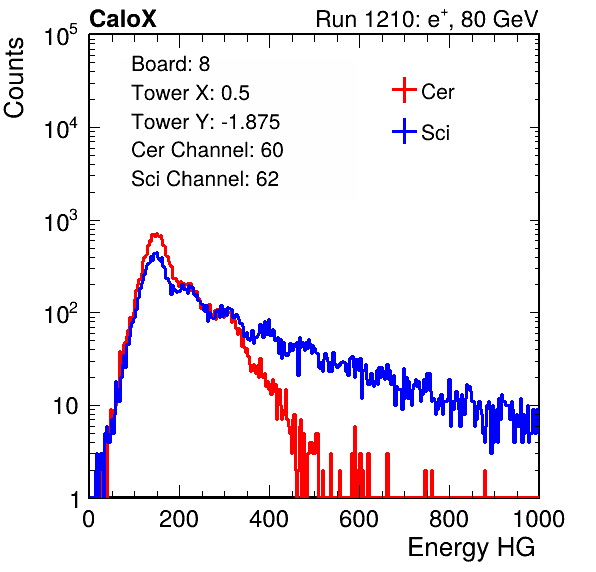 CaloX Run 1210: e⁺, 80 GeV
Counts
10⁵
10⁴
10³
10²
10
1
Board: 8
Tower X: 0.5
Tower Y: -1.875
Cer Channel: 60
Sci Channel: 62
Cer
Sci
0 200 400 600 800 1000
Energy HG